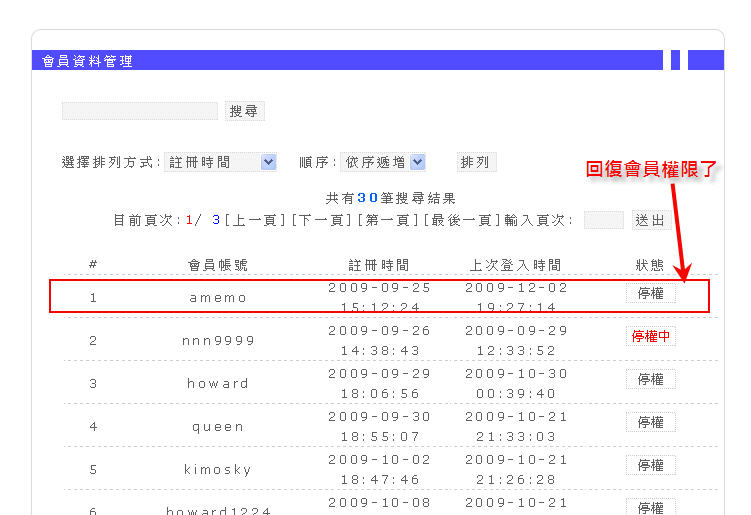 會員資料管理
搜尋
選擇排列方式: 註冊時間 順序: 依序遞增 排列
回復會員權限了
共有30筆搜尋結果
目前頁次:1/ 3[上一頁][下一頁][第一頁][最後一頁]輸入頁次: 送出
# 會員帳號 註冊時間 上次登入時間 狀態
1 amemo 2009-09-25 15:12:24 2009-12-02 19:27:14 停權
2 nnn9999 2009-09-26 14:38:43 2009-09-29 12:33:52 停權中
3 howard 2009-09-29 18:06:56 2009-10-30 00:39:40 停權
4 queen 2009-09-30 18:55:07 2009-10-21 21:33:03 停權
5 kimosky 2009-10-02 18:47:46 2009-10-21 21:26:28 停權
6 howard1224 2009-10-08 2009-10-21 停權